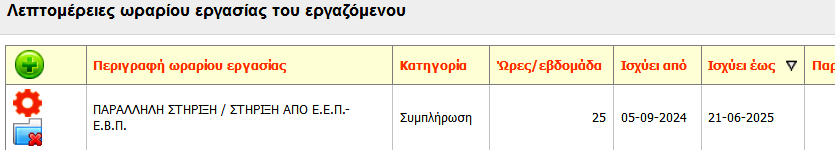 Λεπτομέρειες ωραρίου εργασίας του εργαζόμενου
Περιγραφή ωραρίου εργασίας Κατηγορία Ώρες/εβδομάδα Ισχύει από Ισχύει έως Παρ
ΠΑΡΑΛΛΗΛΗ ΣΤΗΡΙΞΗ / ΣΤΗΡΙΞΗ ΑΠΟ Ε.Ε.Π.-
Ε.Β.Π. Συμπλήρωση 25 05-09-2024 21-06-2025